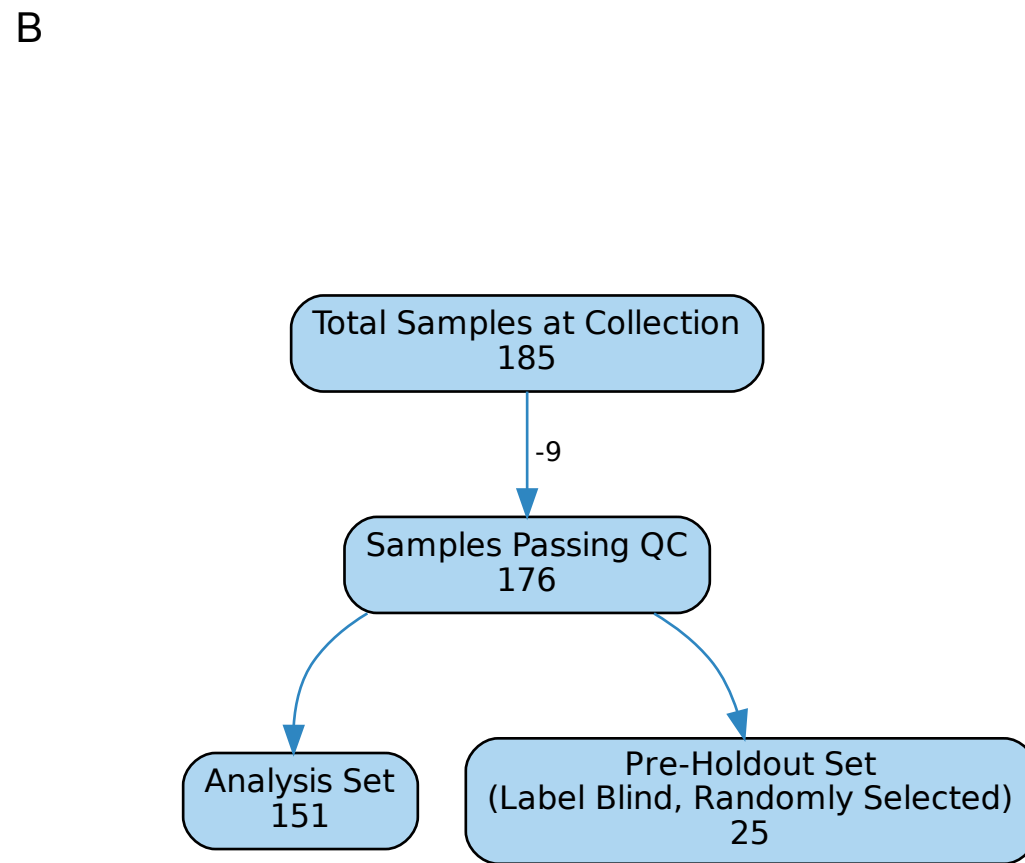 B
Total Samples at Collection
185
-9
Samples Passing QC
176
Analysis Set
151
Pre-Holdout Set
(Label Blind, Randomly Selected)
25